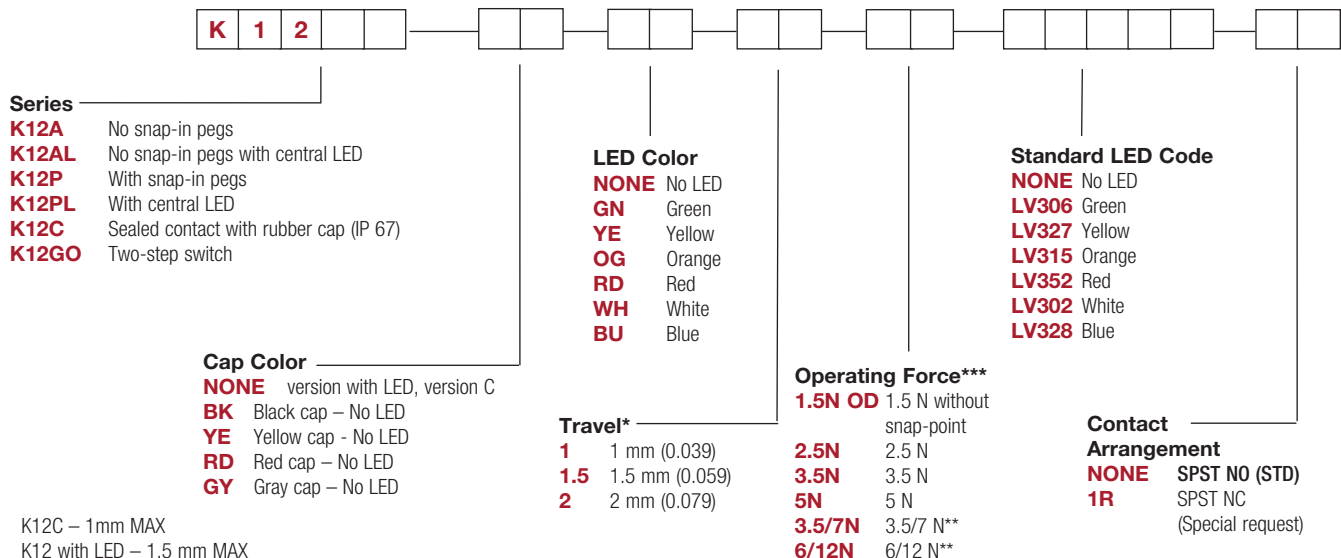 K 1 2
Series
K12A No snap-in pegs
K12AL No snap-in pegs with central LED
K12P With snap-in pegs
K12PL With central LED
K12C Sealed contact with rubber cap (IP 67)
K12GO Two-step switch
Cap Color
NONE version with LED, version C
BK Black cap – No LED
YE Yellow cap - No LED
RD Red cap – No LED
GY Gray cap – No LED
LED Color
NONE No LED
GN Green
YE Yellow
OG Orange
RD Red
WH White
BU Blue
Travel*
1 1 mm (0.039)
1.5 1.5 mm (0.059)
2 2 mm (0.079)
Operating Force***
1.5N OD 1.5 N without
snap-point
2.5N 2.5 N
3.5N 3.5 N
5N 5 N
3.5/7N 3.5/7 N**
6/12N 6/12 N**
Standard LED Code
NONE No LED
LV306 Green
LV327 Yellow
LV315 Orange
LV352 Red
LV302 White
LV328 Blue
Contact
Arrangement
NONE SPST NO (STD)
1R SPST NC
(Special request)
K12C – 1mm MAX
K12 with LED – 1.5 mm MAX